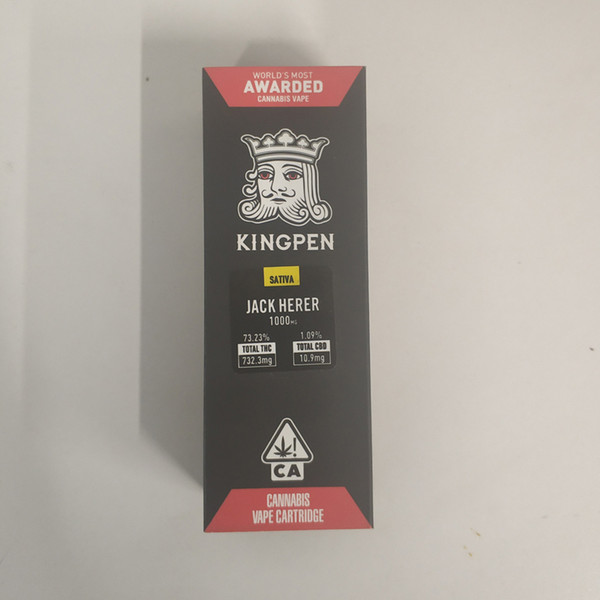 WORLD'S MOST
AWARDED
CANNABIS VAPE
KINGPEN
SATIVA
JACK HERER
1000MG
73.23% 1.09%
TOTAL THC TOTAL CBD
732.3mg 10.9mg
!
CA
CANNABIS
VAPE CARTRIDGE